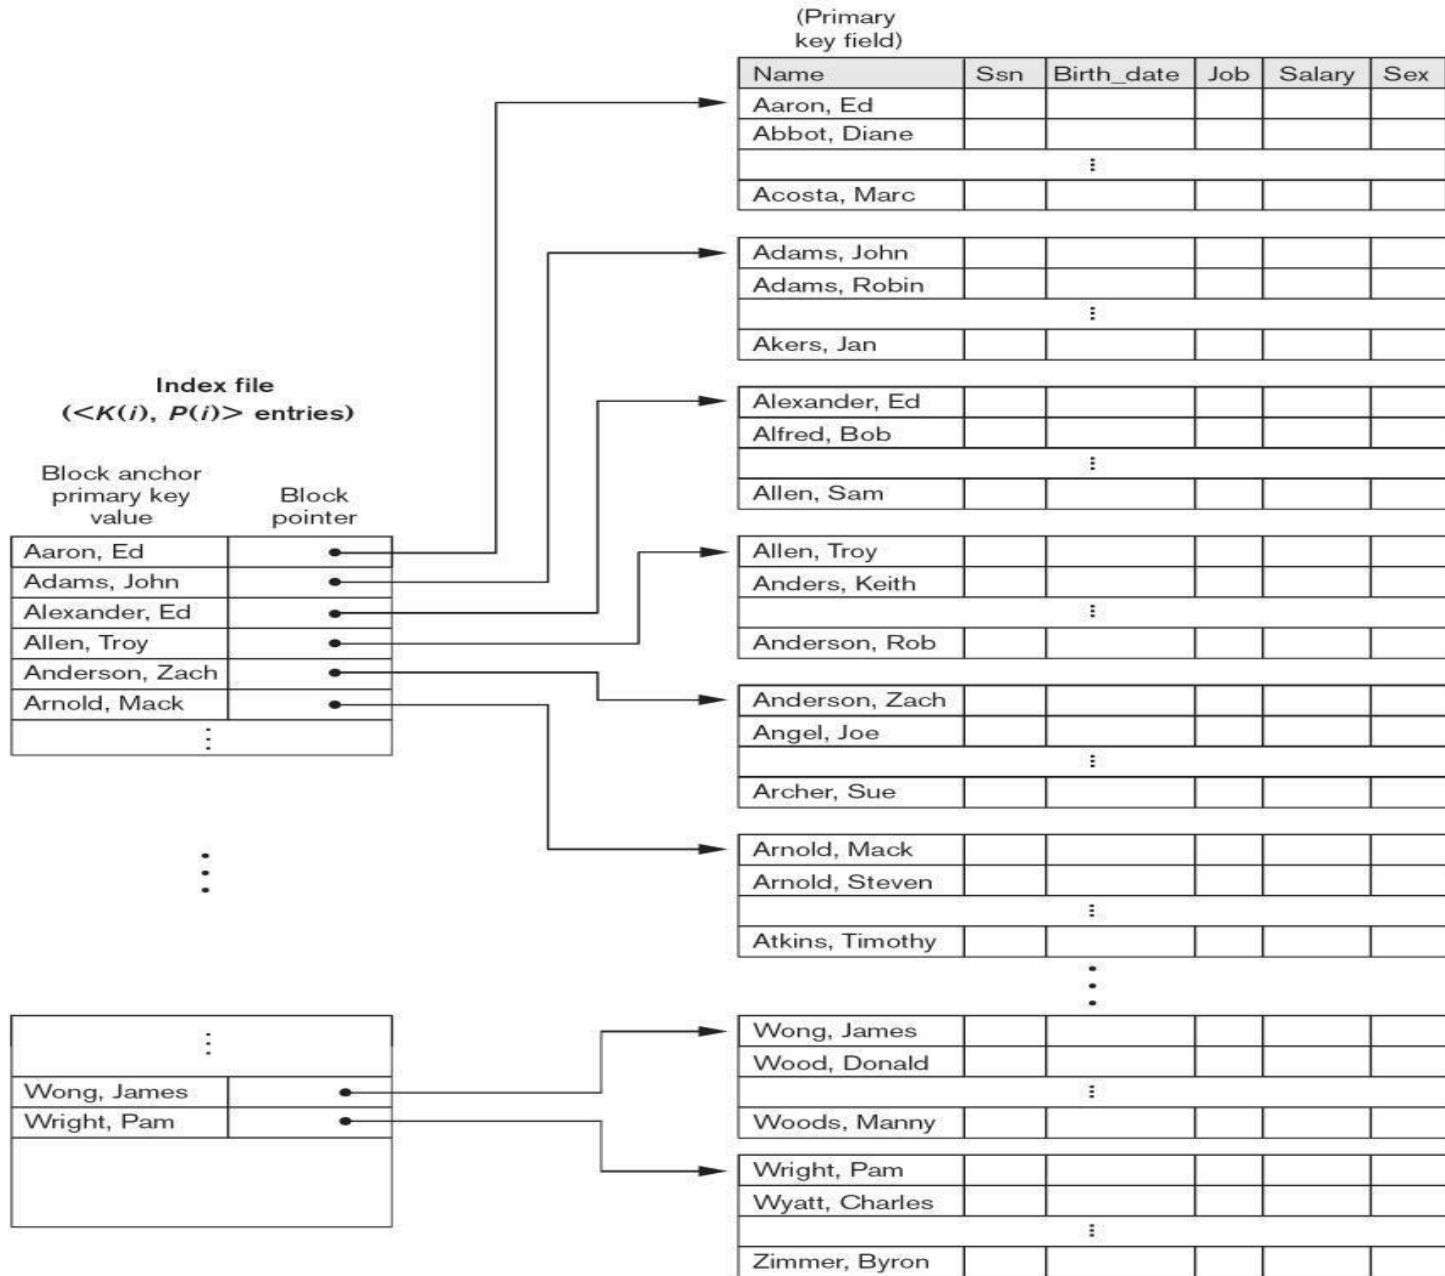 (Primary
key field)
Name Ssn Birth_date Job Salary Sex
Aaron, Ed
Abbot, Diane
⋮
Acosta, Marc
Adams, John
Adams, Robin
⋮
Akers, Jan
Alexander, Ed
Alfred, Bob
⋮
Allen, Sam
Allen, Troy
Anders, Keith
⋮
Anderson, Rob
Anderson, Zach
Angel, Joe
⋮
Archer, Sue
Arnold, Mack
Arnold, Steven
⋮
Atkins, Timothy
⋮
Wong, James
Wood, Donald
⋮
Woods, Manny
Wright, Pam
Wyatt, Charles
⋮
Zimmer, Byron
Index file
(<K(i), P(i)> entries)
Block anchor
primary key
value
Block
pointer
Aaron, Ed
Adams, John
Alexander, Ed
Allen, Troy
Anderson, Zach
Arnold, Mack
⋮
⋮
⋮
Wong, James
Wright, Pam